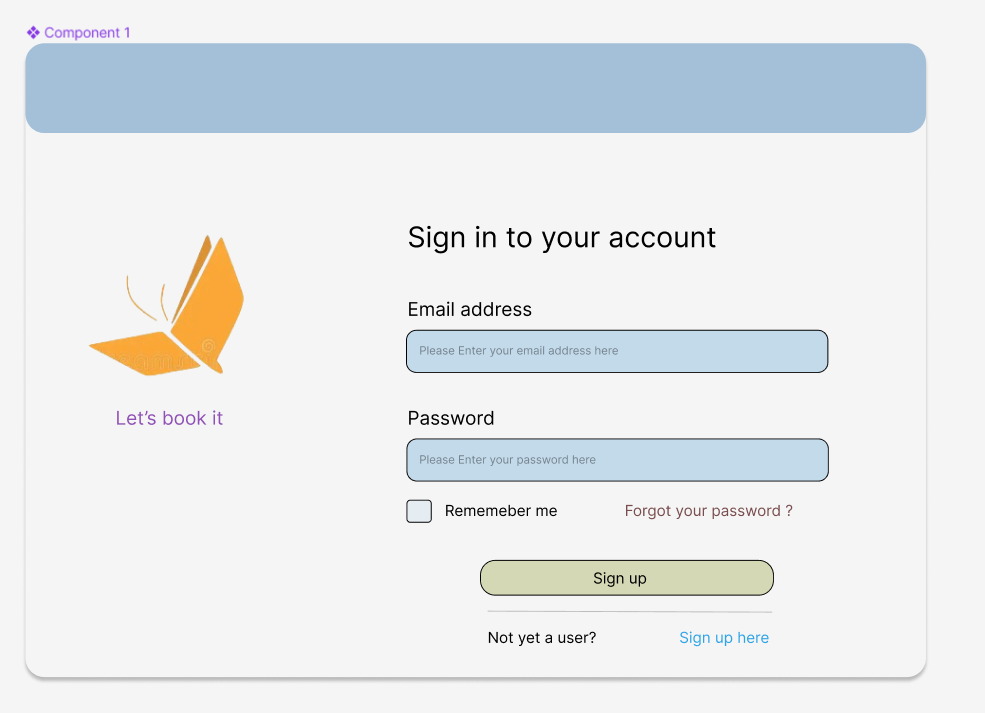 Component 1
Sign in to your account
Email address
Please Enter your email address here
Let's book it
Password
Please Enter your password here
Rememeber me
Forgot your password ?
Sign up
Not yet a user?
Sign up here